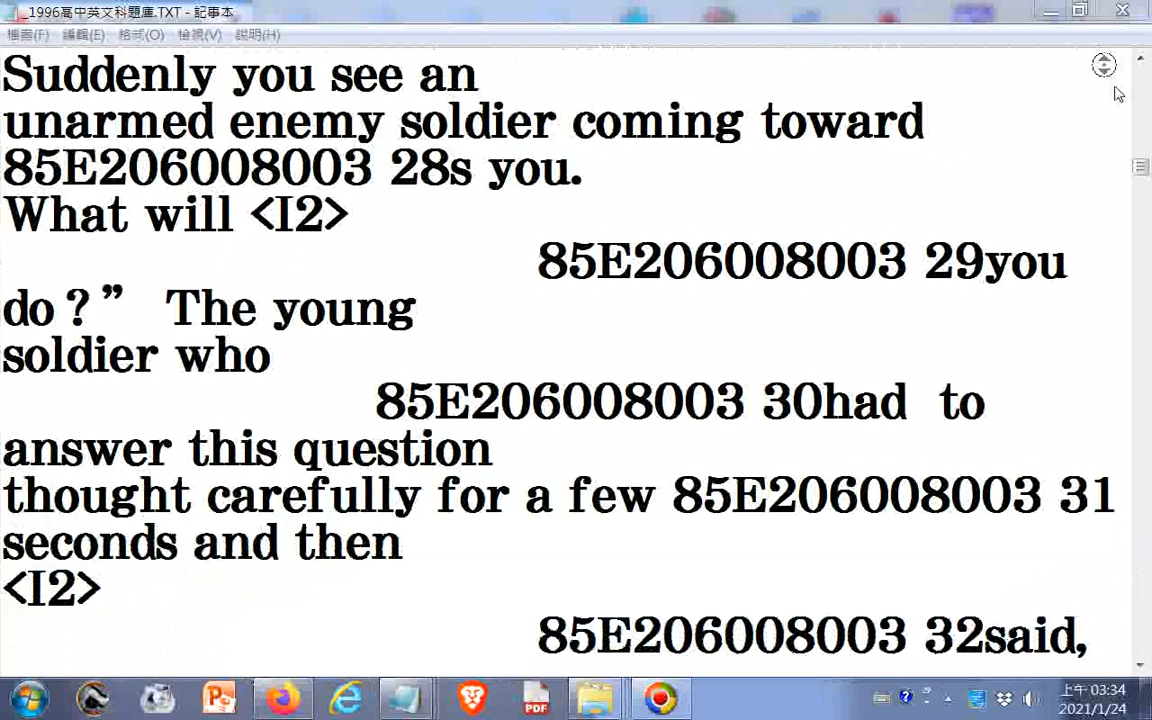 _1996高中英文科題庫.TXT - 記事本
檔案(F) 編輯(E) 格式(O) 檢視(V) 說明(H)
Suddenly you see an
unarmed enemy soldier coming toward
85E206008003 28s you.
What will <I2>
85E206008003 29you
do？” The young
soldier who
85E206008003 30had to
answer this question
thought carefully for a few 85E206008003 31
seconds and then
<I2>
85E206008003 32said,
PDF
上午 03:34
2021/1/24